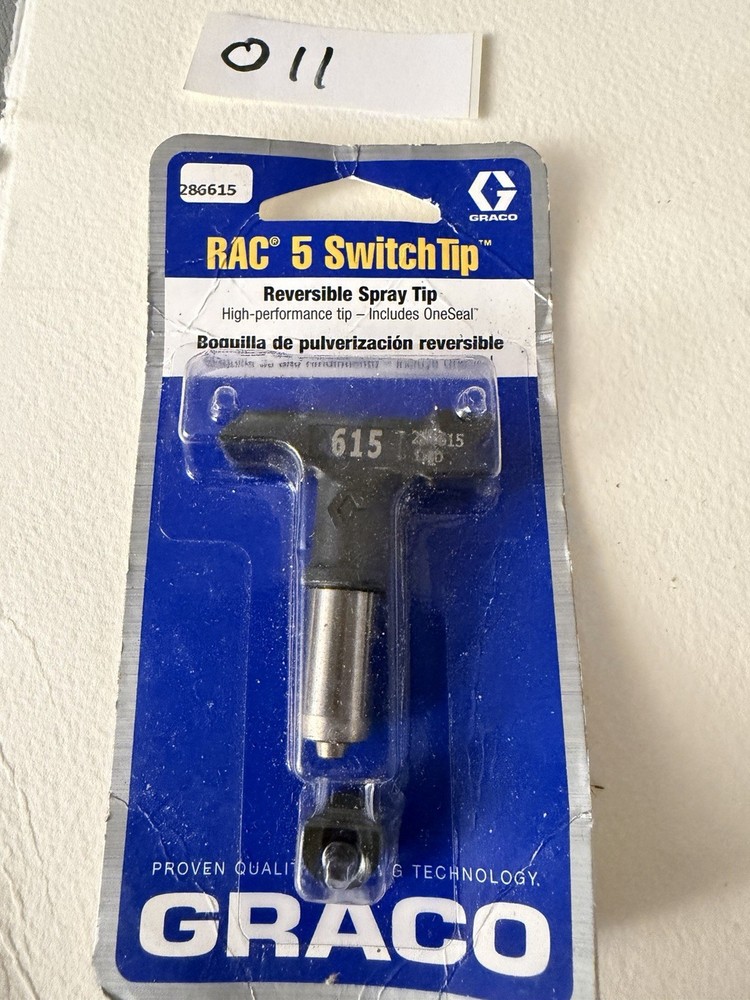 011
286615
GRACO
RAC® 5 SwitchTip™
Reversible Spray Tip
High-performance tip – Includes OneSeal™
Boquilla de pulverización reversible
615
PROVEN G TECHNOLOGY.
GRACO